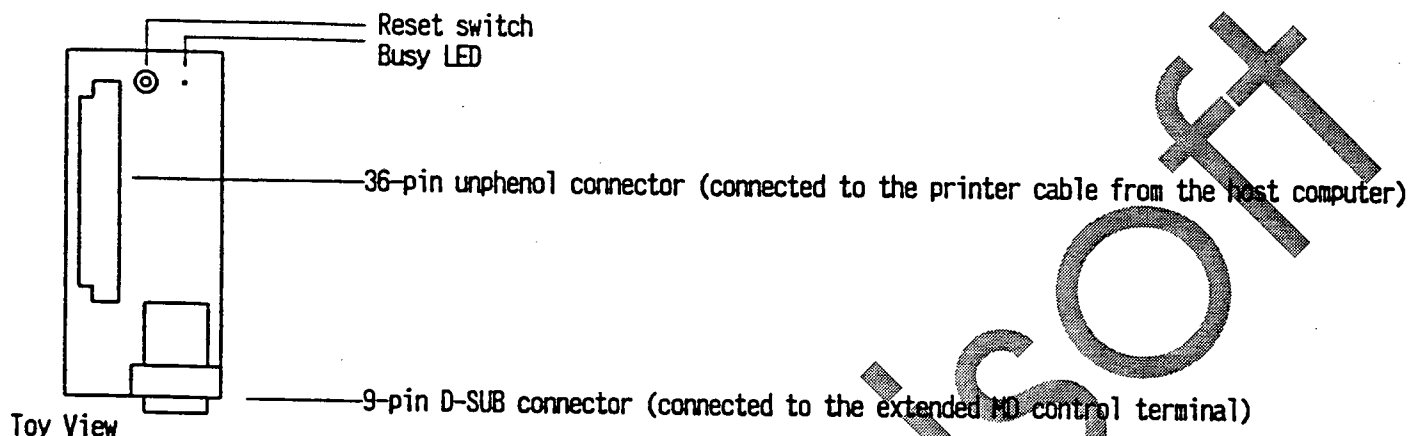 Reset switch
Busy LED
36-pin unphenol connector (connected to the printer cable from the host computer)
9-pin D-SUB connector (connected to the extended MD control terminal)
Toy View
soft